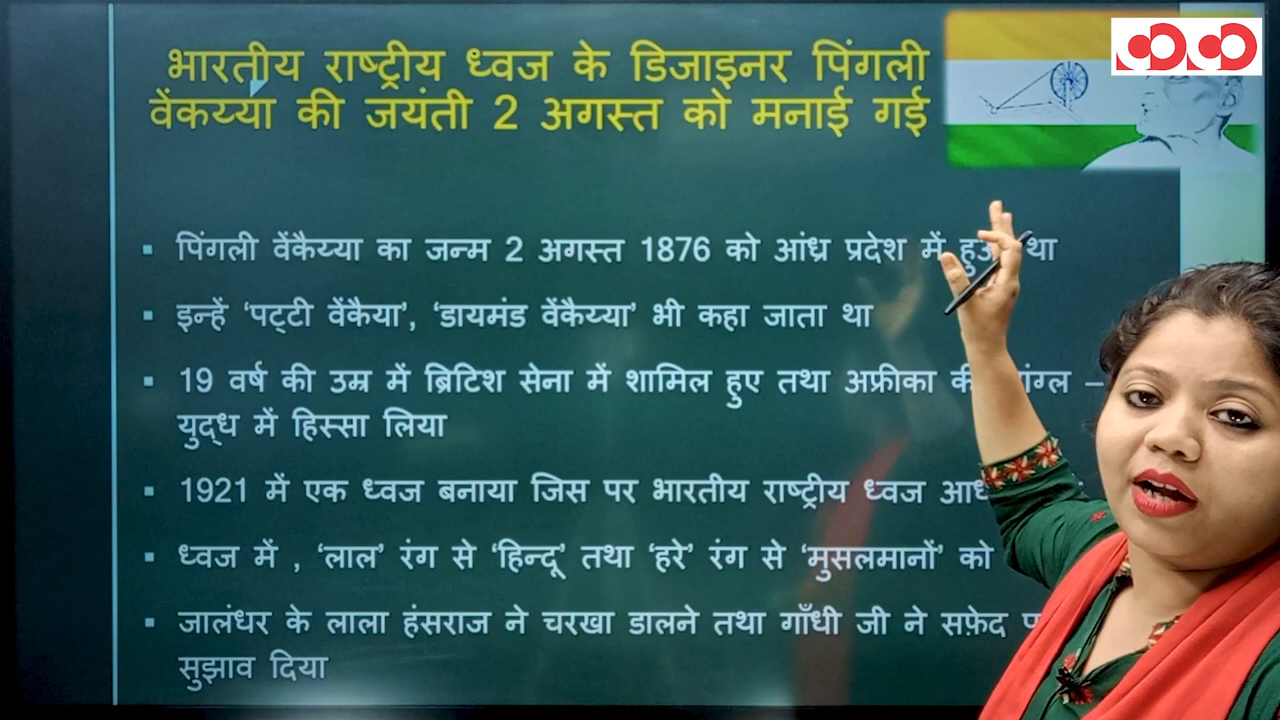 भारतीय राष्ट्रीय ध्वज के डिजाइनर पिंगली
वेंकय्या की जयंती 2 अगस्त को मनाई गई
▪ पिंगली वेंकैय्या का जन्म 2 अगस्त 1876 को आंध्र प्रदेश में था
▪ इन्हें ‘पट्टी वेंकैया’, ‘डायमंड वेंकैय्या’ भी कहा जाता था
▪ 19 वर्ष की उम्र में ब्रिटिश सेना में शामिल हुए तथा अफ्रीका –
युद्ध में हिस्सा लिया
▪ 1921 में एक ध्वज बनाया जिस पर भारतीय राष्ट्रीय ध्वज
▪ ध्वज में , ‘लाल’ रंग से ‘हिन्दू’ तथा ‘हरे’ रंग से ‘मुसलमानों’ को
▪ जालंधर के लाला हंसराज ने चरखा डालने तथा गाँधी जी ने सफ़ेद
सुझाव दिया